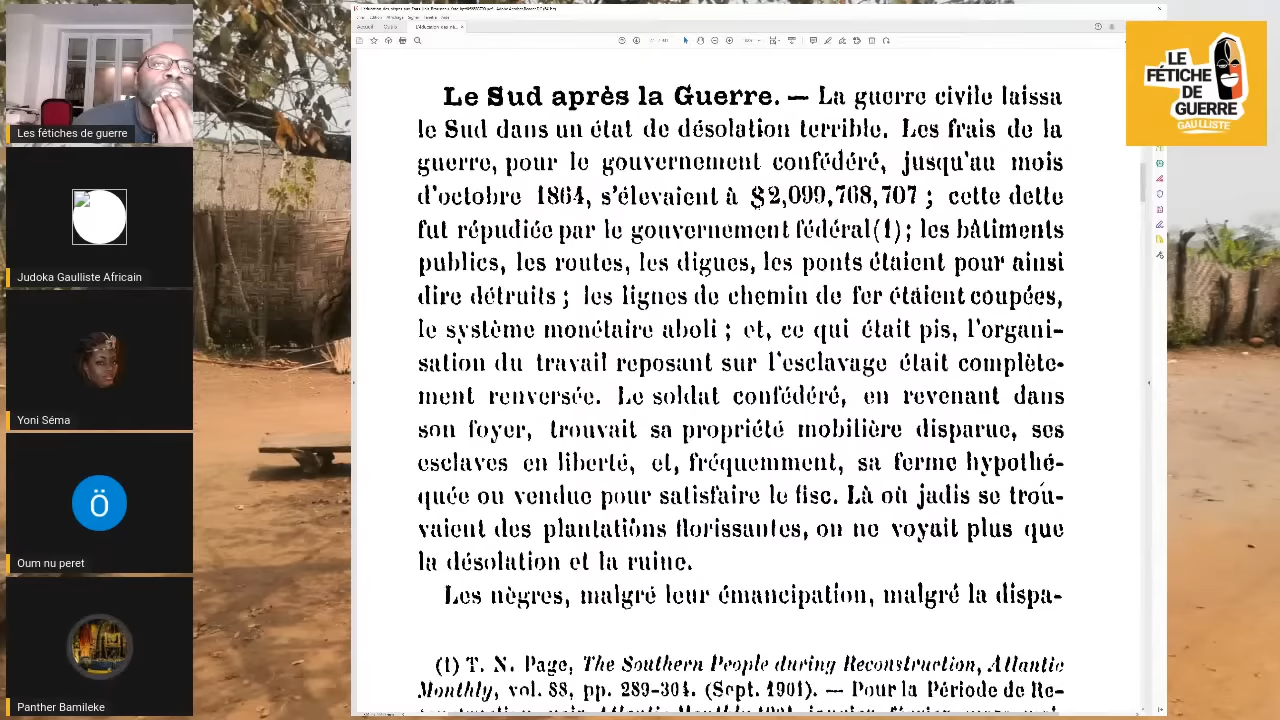 Accueil Outils L'éducation des nè...
LE
FÉTICHE
DE
GUERRE
GAULLISTE
Les fétiches de guerre
Judoka Gaulliste Africain
Yoni Séma
Ö
Oum nu peret
Panther Bamileke
Le Sud après la Guerre. — La guerre civile laissa
le Sud dans un état de désolation terrible. Les frais de la
guerre, pour le gouvernement confédéré, jusqu'au mois
d'octobre 1864, s'élevaient à $2,099,768,707 ; cette dette
fut répudiée par le gouvernement fédéral(1) ; les bâtiments
publics, les routes, les digues, les ponts étaient pour ainsi
dire détruits ; les lignes de chemin de fer étaient coupées,
le système monétaire aboli ; et, ce qui était pis, l'organi-
sation du travail reposant sur l'esclavage était complète-
ment renversée. Le soldat confédéré, en revenant dans
son foyer, trouvait sa propriété mobilière disparue, ses
esclaves en liberté, et, fréquemment, sa ferme hypothé-
quée ou vendue pour satisfaire le fisc. Là où jadis se trou-
vaient des plantations florissantes, on ne voyait plus que
la désolation et la ruine.
Les nègres, malgré leur émancipation, malgré la dispa-
(1) T. N. Page, The Southern People during Reconstruction, Atlantic
Monthly, vol. 88, pp. 289-304. (Sept. 1901). — Pour la Période de Re-